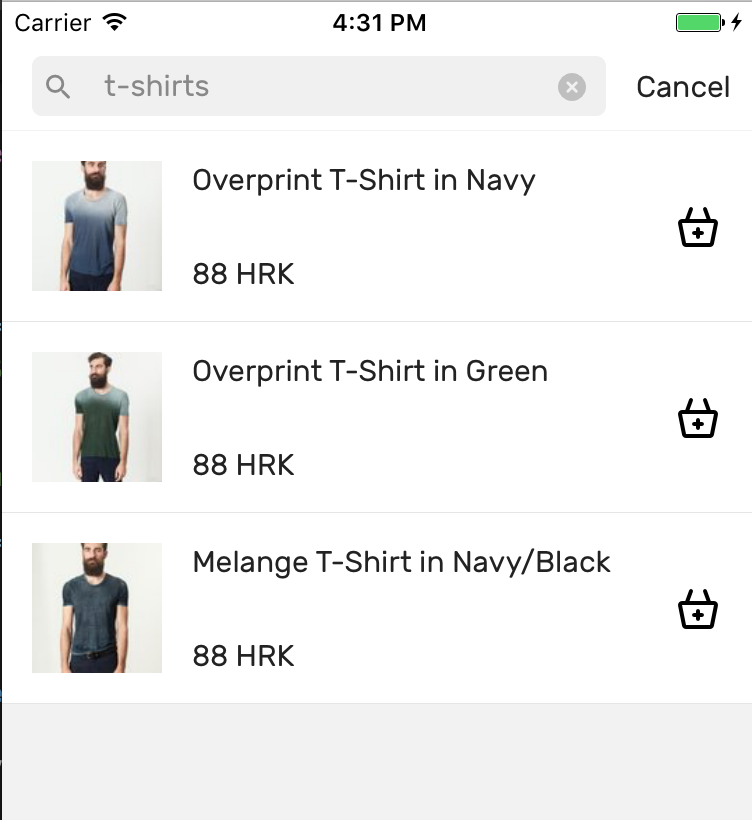 Carrier 4:31 PM
t-shirts Cancel
Overprint T-Shirt in Navy
88 HRK
Overprint T-Shirt in Green
88 HRK
Melange T-Shirt in Navy/Black
88 HRK